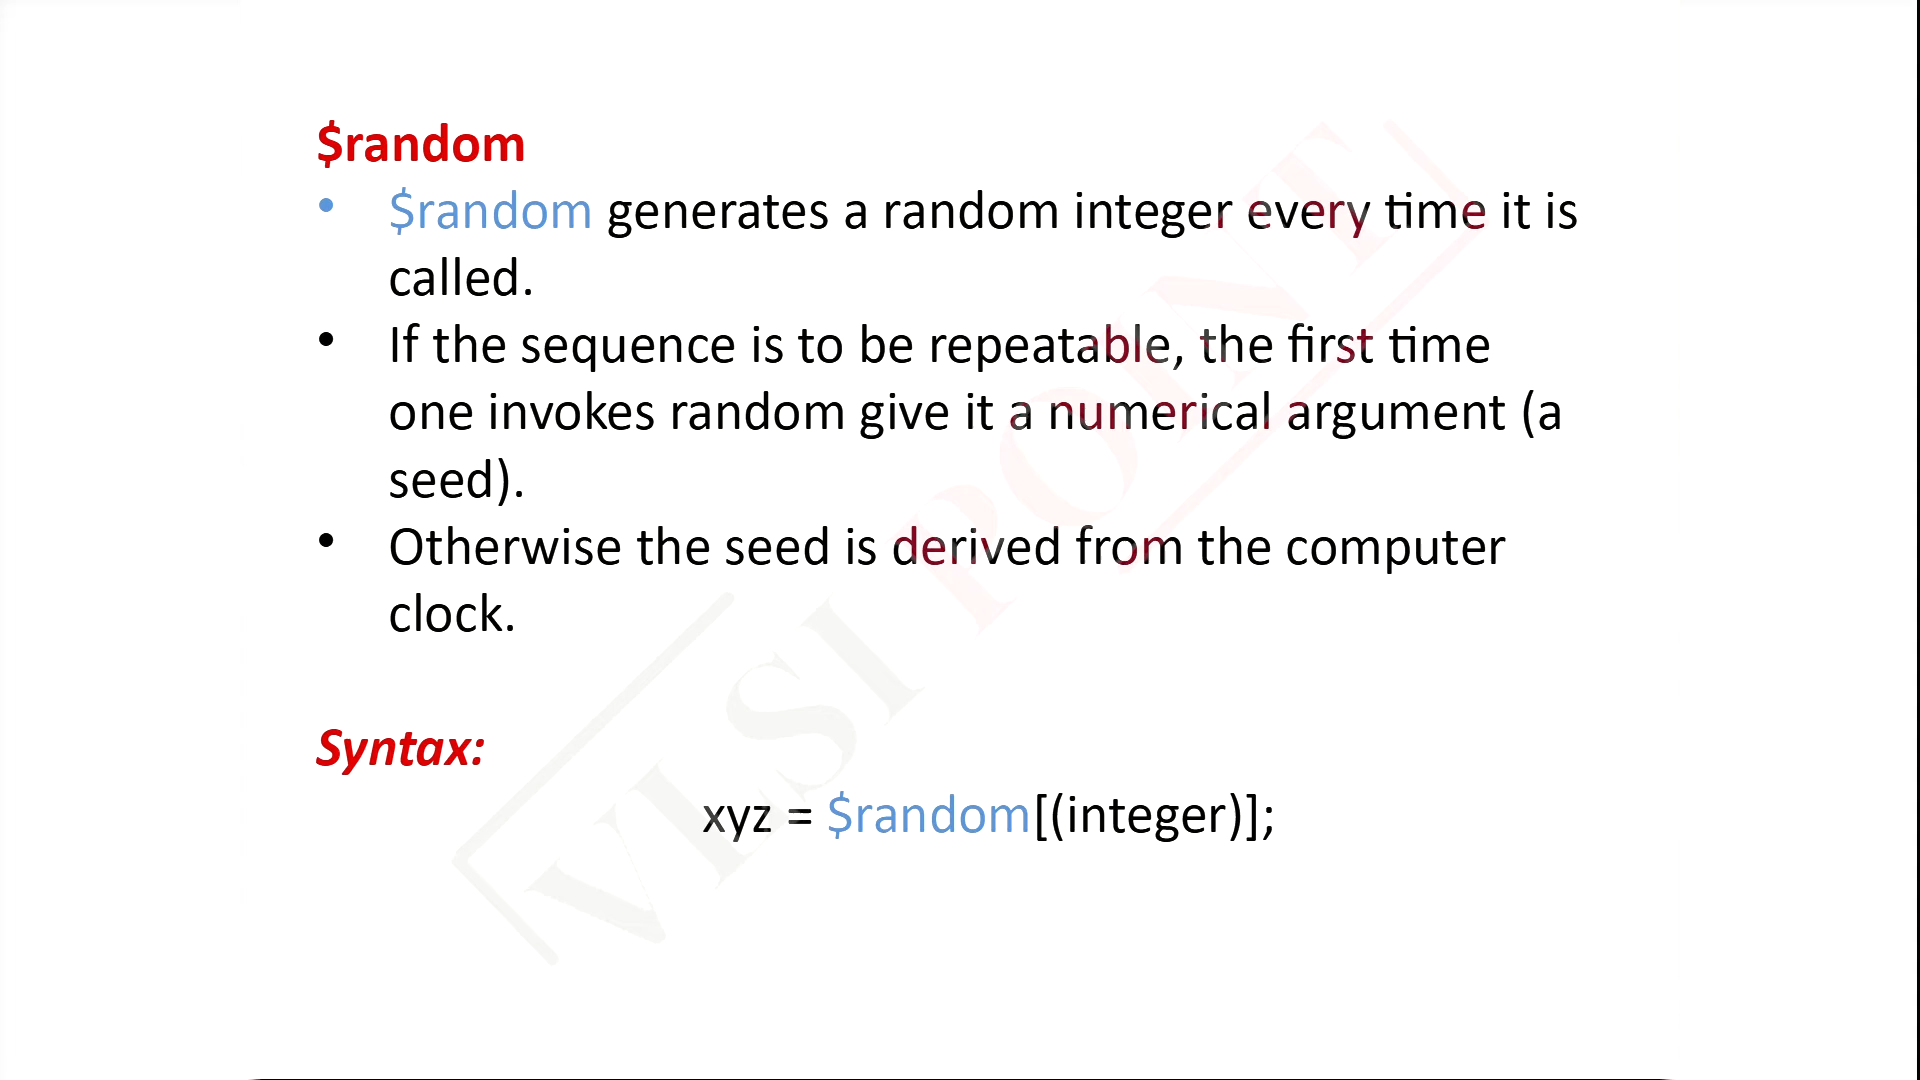 $random
• $random generates a random integer every time it is
called.
• If the sequence is to be repeatable, the first time
one invokes random give it a numerical argument (a
seed).
• Otherwise the seed is derived from the computer
clock.
Syntax:
xyz = $random[(integer)];
VLSI POINT